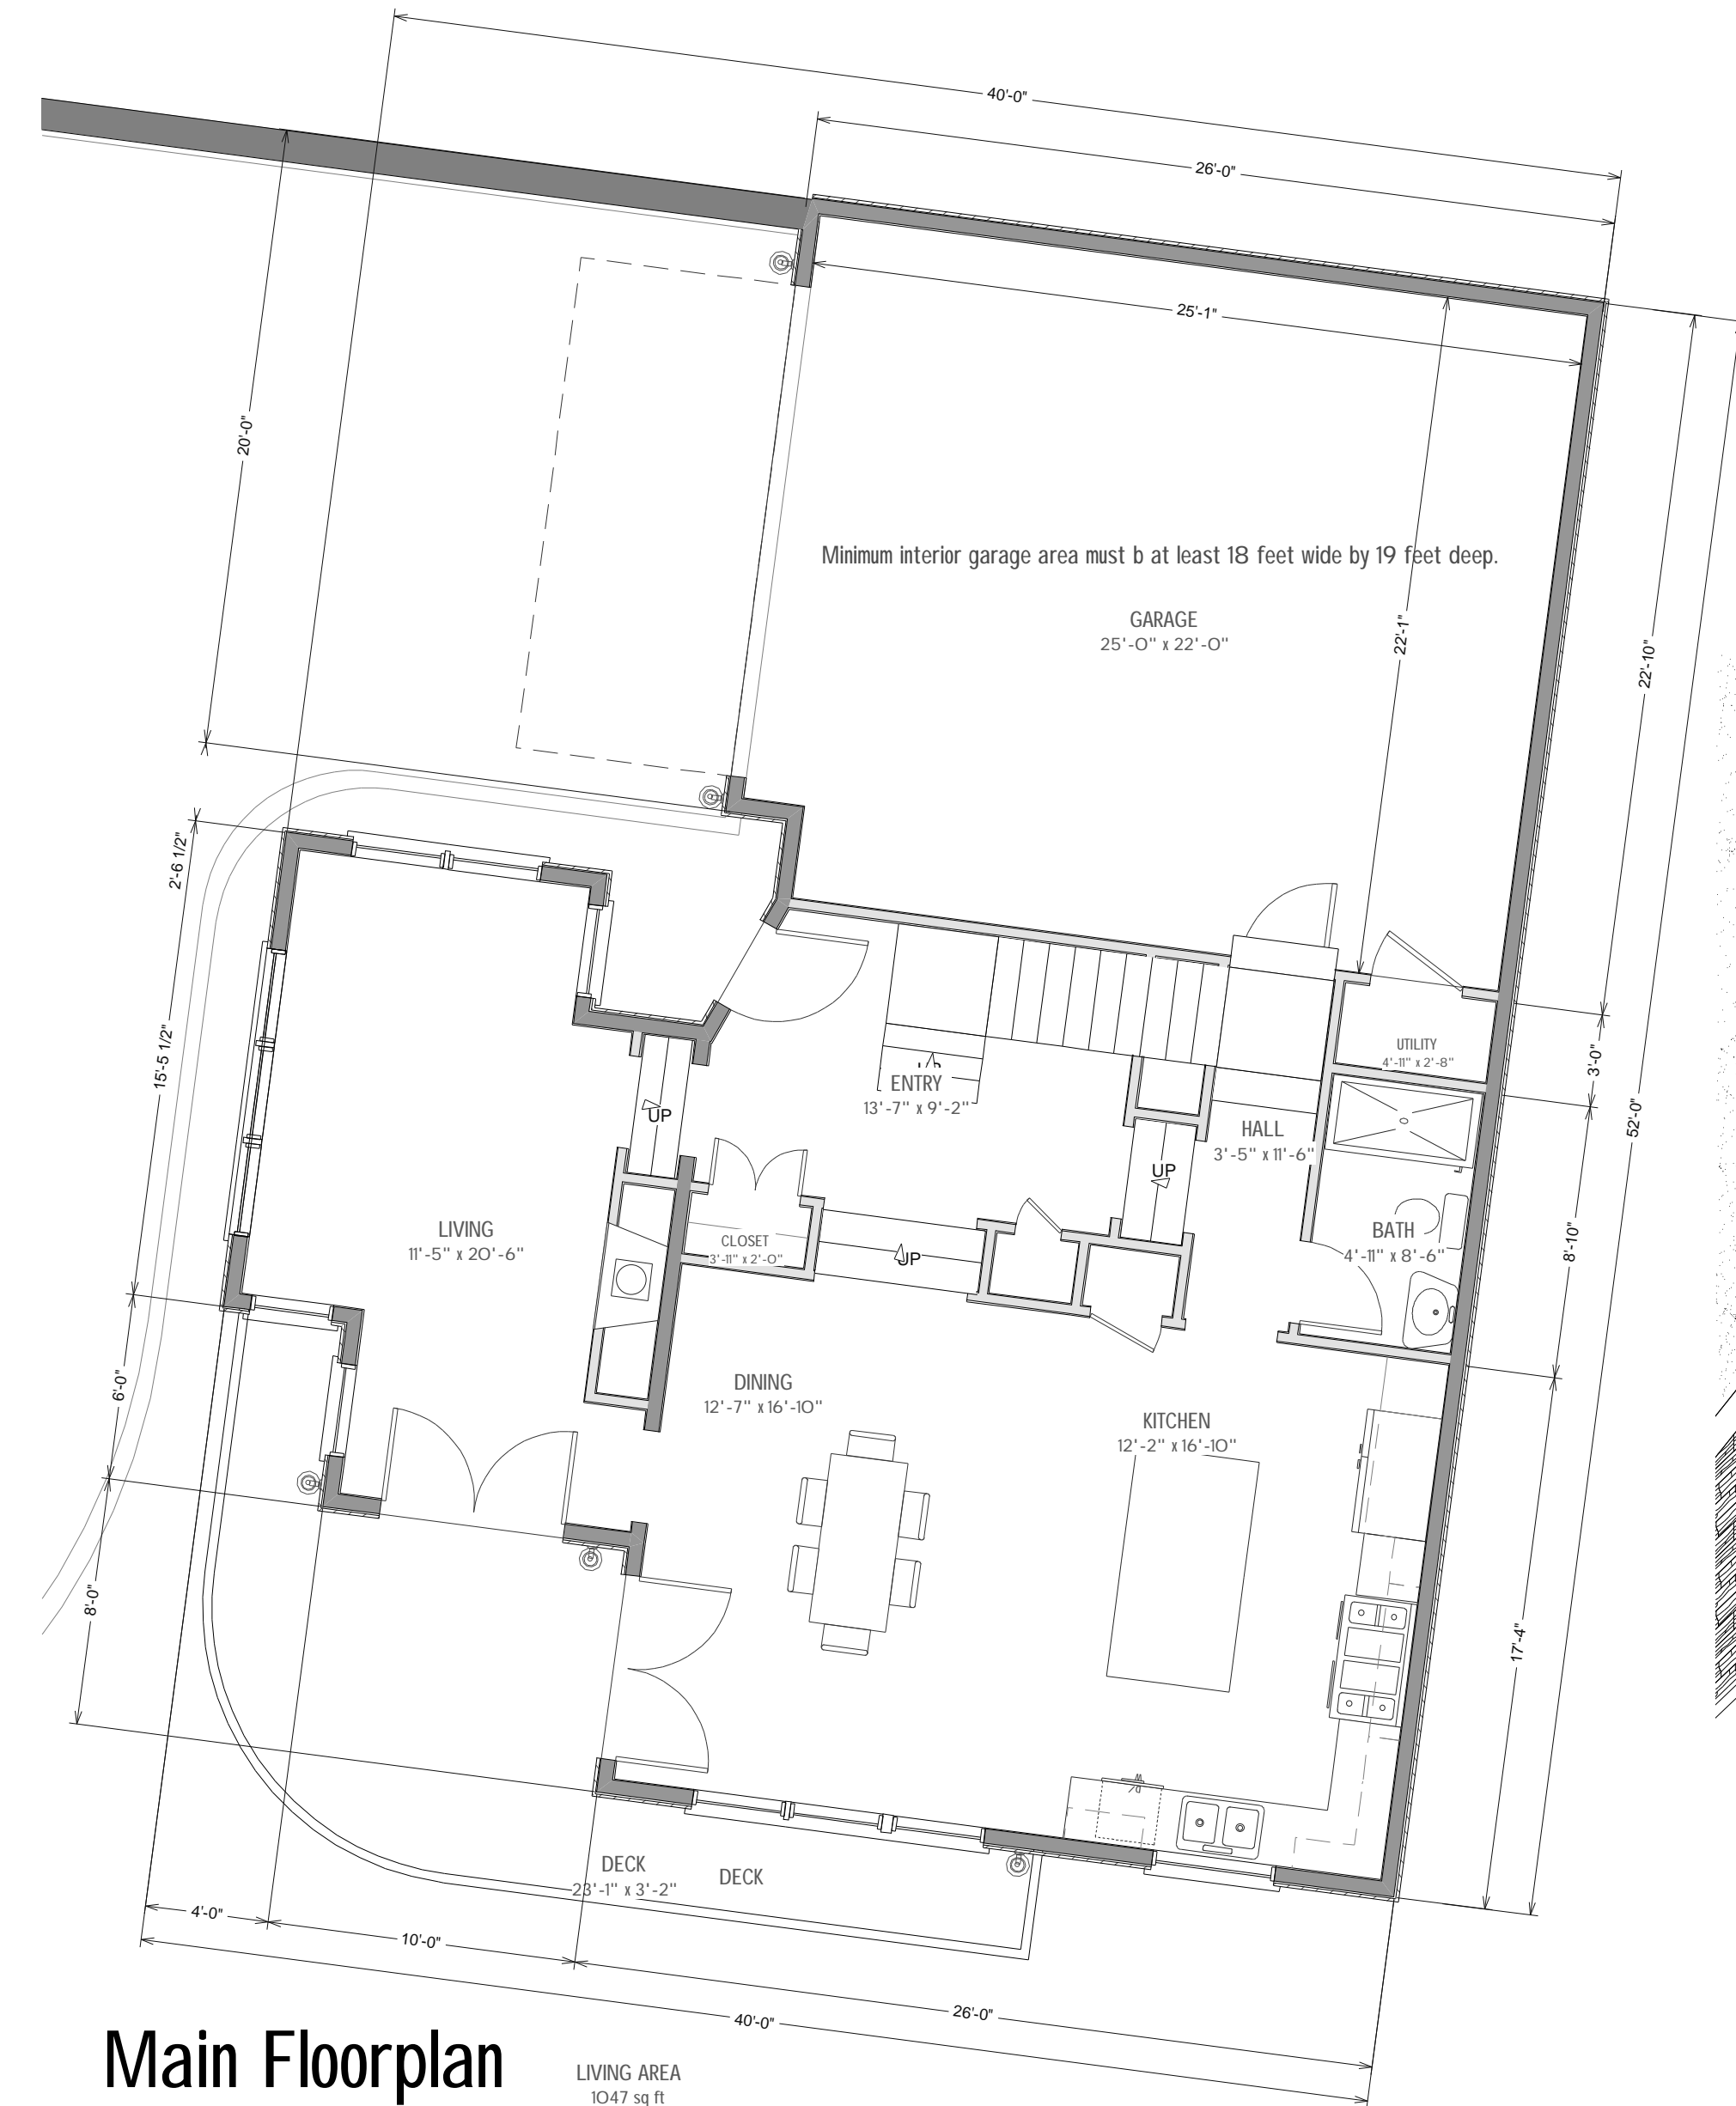 40'-0"
26'-0"
25'-1"
20'-0"
Minimum interior garage area must b at least 18 feet wide by 19 feet deep.
GARAGE
25'-0" x 22'-0"
22'-1"
22'-10"
2'-6 1/2"
15'-5 1/2"
UTILITY
4'-11" x 2'-8"
3'-0"
52'-0"
ENTRY
13'-7" x 9'-2"
UP
HALL
3'-5" x 11'-6"
UP
LIVING
11'-5" x 20'-6"
CLOSET
3'-11" x 2'-0"
UP
BATH
4'-11" x 8'-6"
8'-10"
6'-0"
DINING
12'-7" x 16'-10"
KITCHEN
12'-2" x 16'-10"
8'-0"
17'-4"
DECK
23'-1" x 3'-2"
DECK
4'-0"
10'-0"
26'-0"
40'-0"
Main Floorplan
LIVING AREA
1047 sq ft